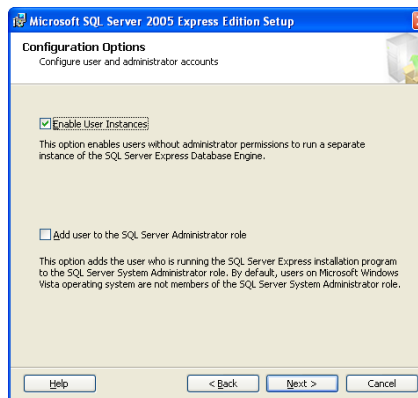 Microsoft SQL Server 2005 Express Edition Setup
Configuration Options
Configure user and administrator accounts
Enable User Instances
This option enables users without administrator permissions to run a separate
instance of the SQL Server Express Database Engine.
Add user to the SQL Server Administrator role
This option adds the user who is running the SQL Server Express installation program
to the SQL Server System Administrator role. By default, users on Microsoft Windows
Vista operating system are not members of the SQL Server System Administrator role.
Help
< Back
Next >
Cancel